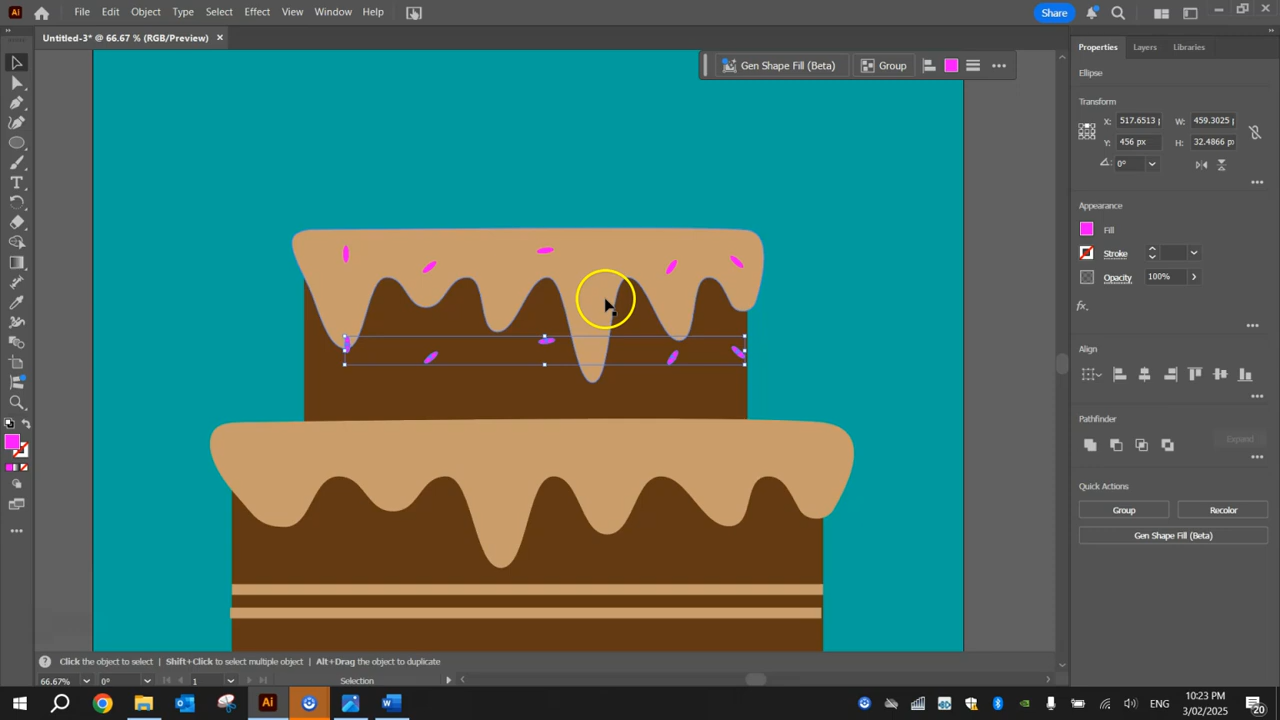 Ai File Edit Object Type Select Effect View Window Help Share
Untitled-3* @ 66.67 % (RGB/Preview) ×
Gen Shape Fill (Beta) Group
Properties Layers Libraries
Ellipse
Transform
X: 517.6513 p W: 459.3025
Y: 456 px H: 32.4866 px
0°
Appearance
Fill
Stroke
Opacity 100%
fx.
Align
Pathfinder
Expand
Quick Actions
Group Recolor
Gen Shape Fill (Beta)
Click the object to select Shift+Click to select multiple object Alt+Drag the object to duplicate
66.67% 0° 1 Selection
Ai W ENG 10:23 PM
3/02/2025 20